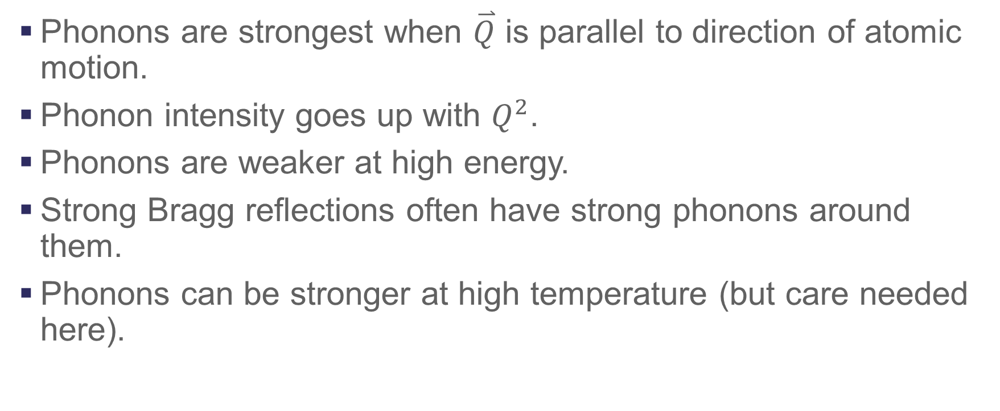 ▪ Phonons are strongest when $\vec{Q}$ is parallel to direction of atomic
motion.
▪ Phonon intensity goes up with $Q^2$.
▪ Phonons are weaker at high energy.
▪ Strong Bragg reflections often have strong phonons around
them.
▪ Phonons can be stronger at high temperature (but care needed
here).